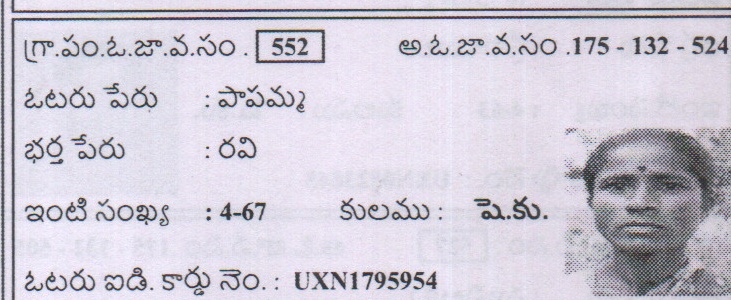 గ్రా.పం.ఓ.జా.వ.సం . 552 అ.ఓ.జా.వ.సం .175 - 132 - 524
ఓటరు పేరు : పాపమ్మ
భర్త పేరు : రవి
ఇంటి సంఖ్య : 4-67 కులము షె.కు.
ఓటరు ఐడి. కార్డు నెం. : UXN1795954